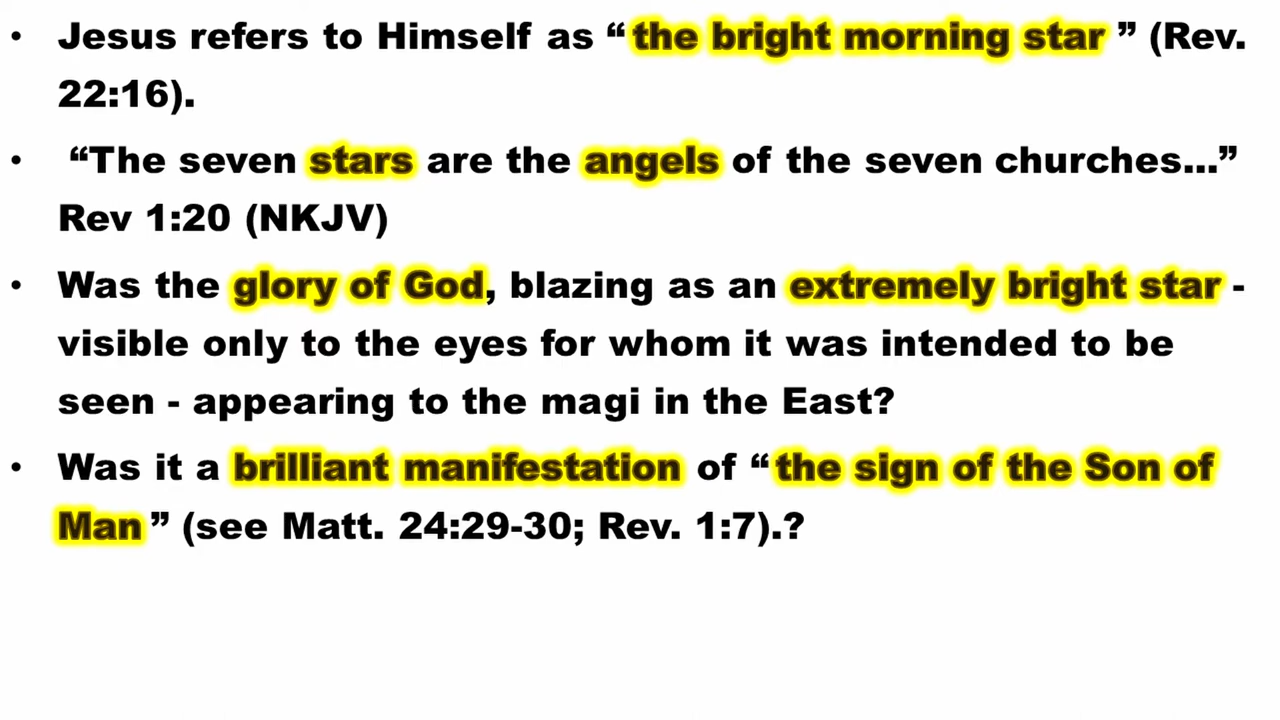 • Jesus refers to Himself as “the bright morning star ” (Rev.
22:16).
• “The seven stars are the angels of the seven churches…”
Rev 1:20 (NKJV)
• Was the glory of God, blazing as an extremely bright star -
visible only to the eyes for whom it was intended to be
seen - appearing to the magi in the East?
• Was it a brilliant manifestation of “the sign of the Son of
Man ” (see Matt. 24:29-30; Rev. 1:7).?